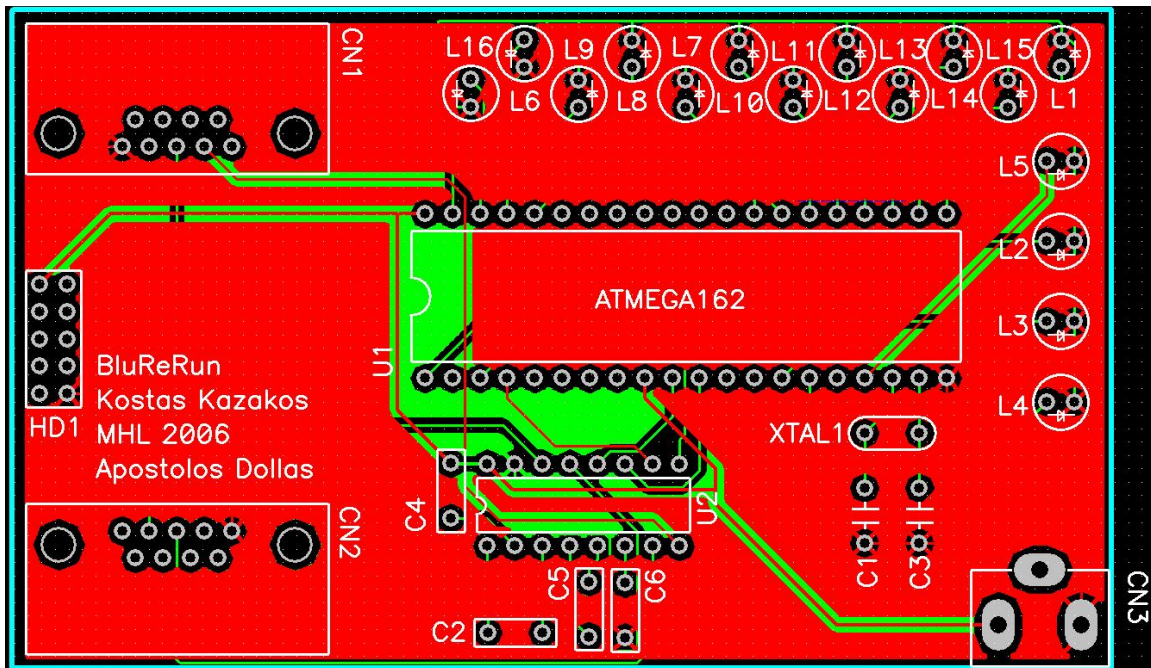 CN1
L16
L9
L7
L11
L13
L15
L6
L8
L10
L12
L14
L1
L5
L2
L3
L4
ATMEGA162
U1
BluReRun
Kostas Kazakos
MHL 2006
Apostolos Dollas
HD1
XTAL1
C4
U2
CN2
C5
C6
C1
C3
C2
CN3